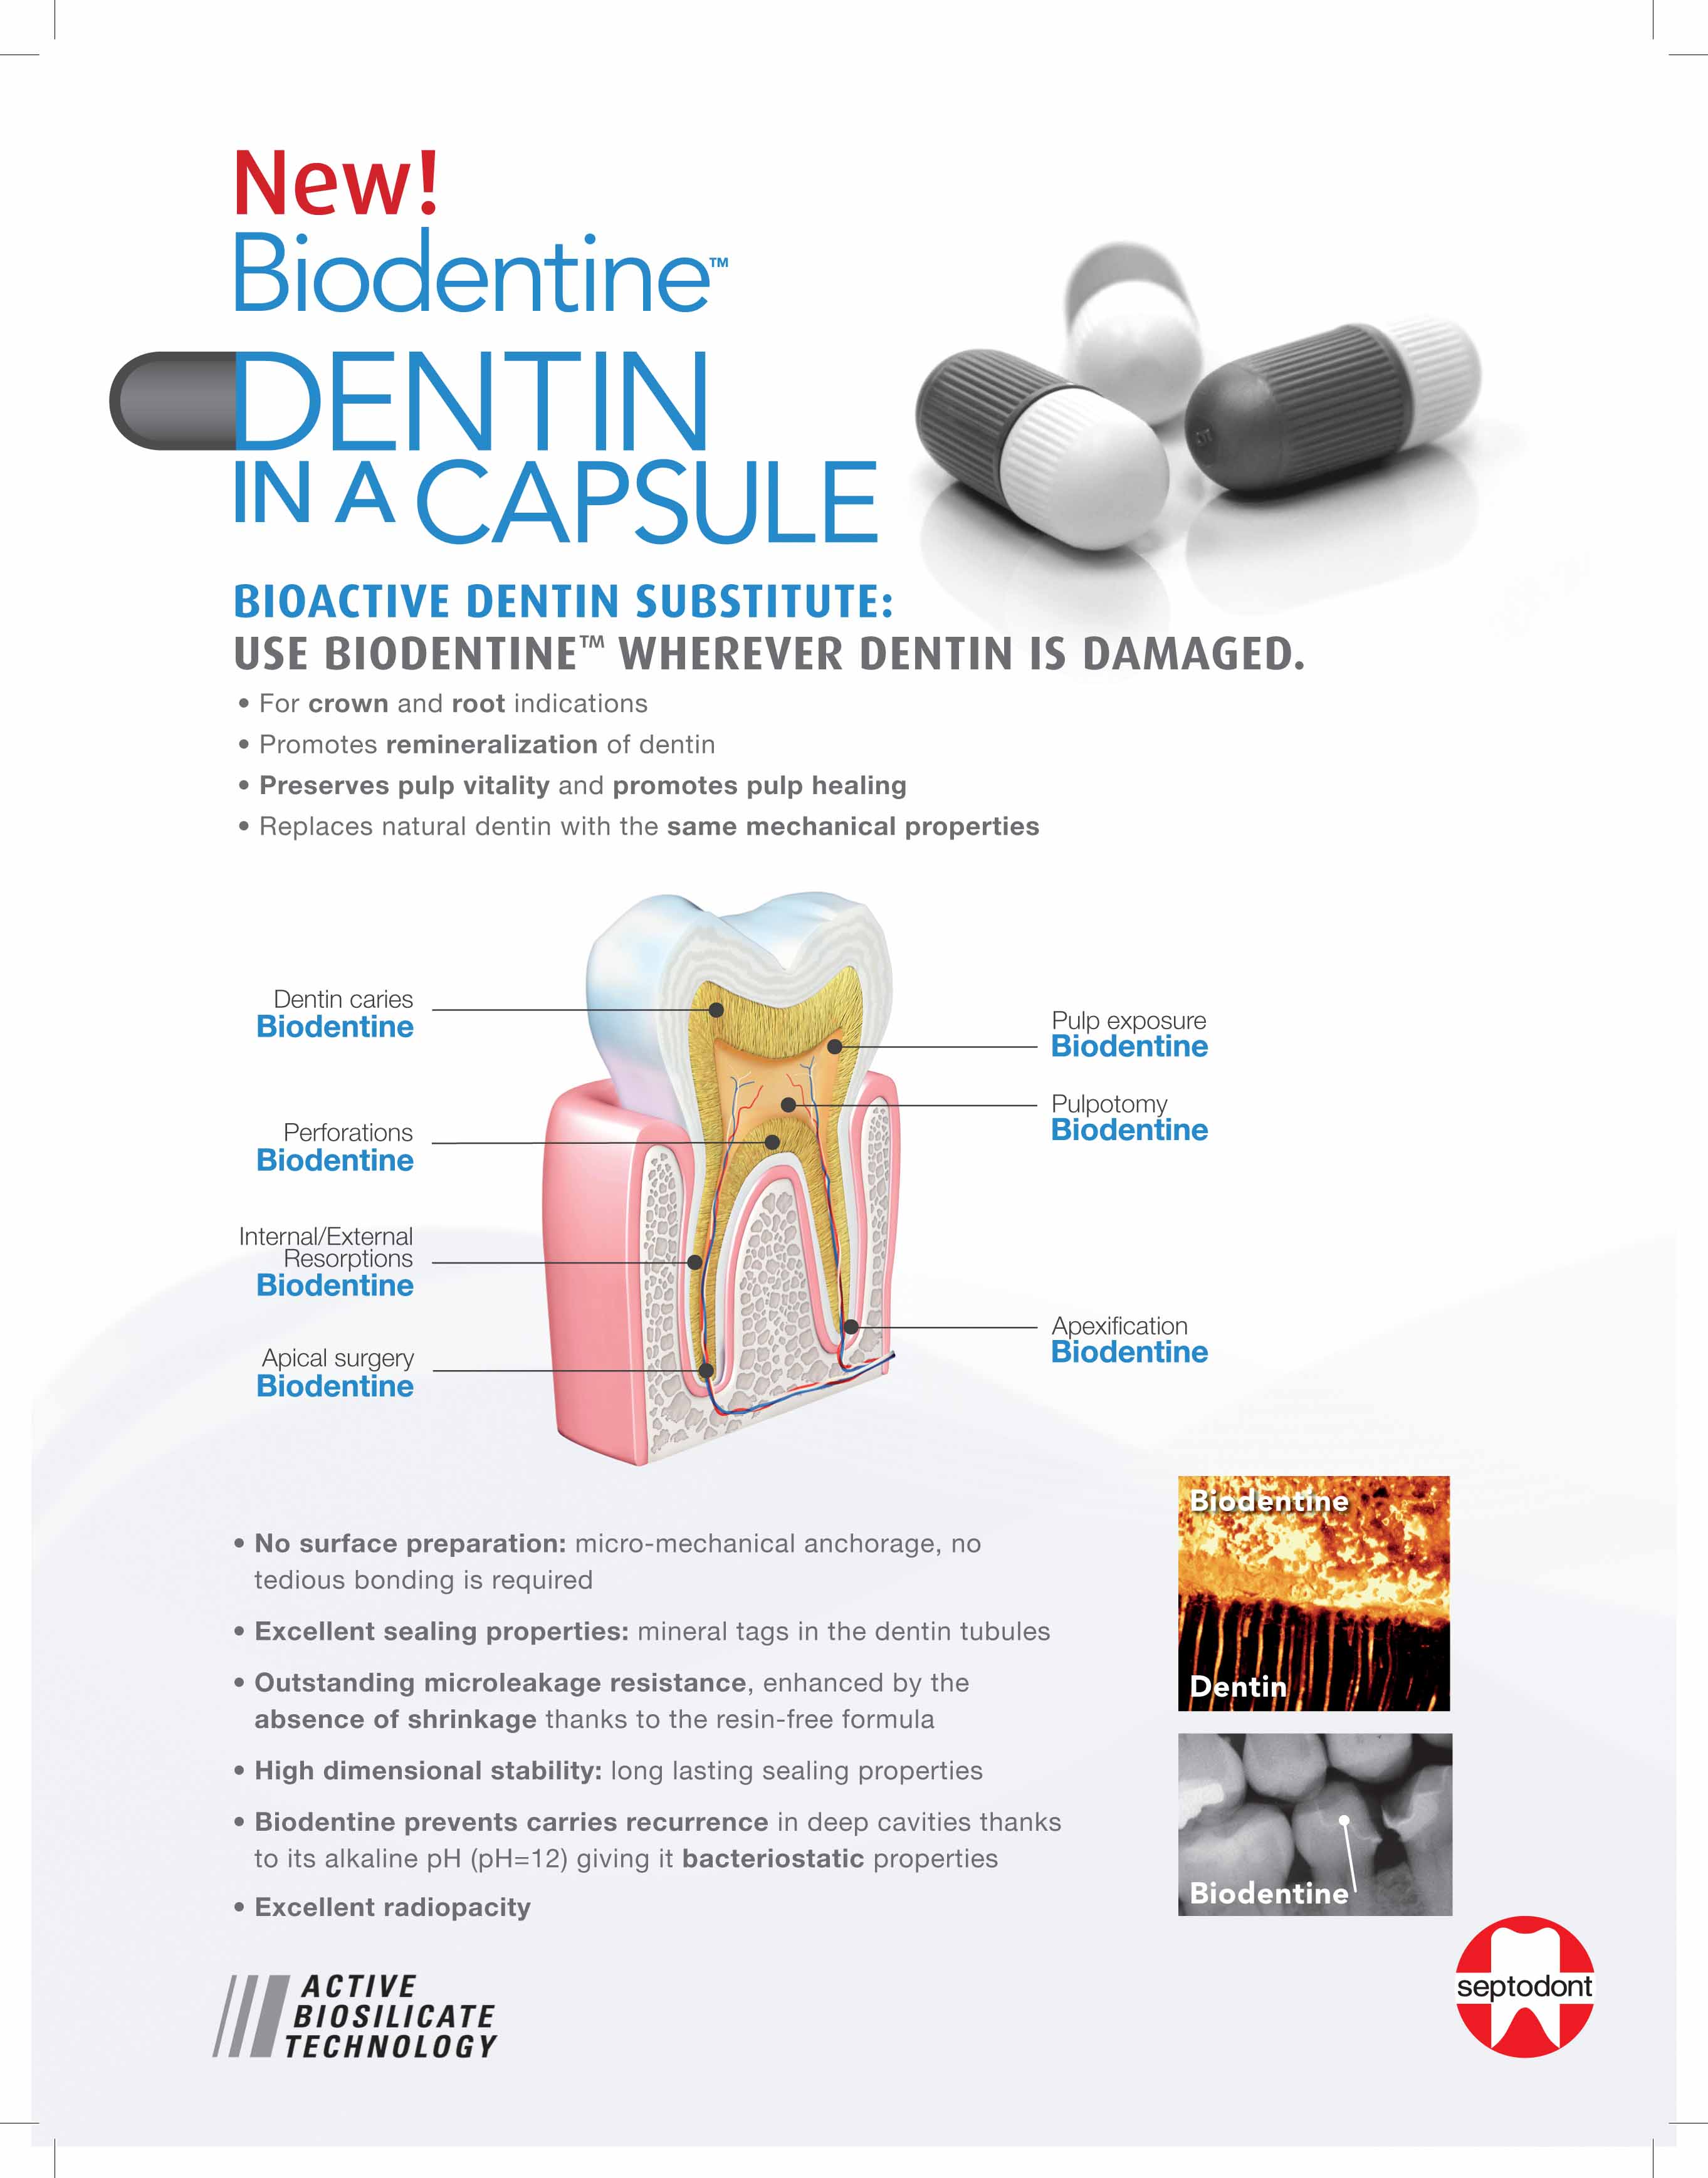 New!
Biodentine™
DENTIN
IN A CAPSULE
BIOACTIVE DENTIN SUBSTITUTE:
USE BIODENTINE™ WHEREVER DENTIN IS DAMAGED.
• For crown and root indications
• Promotes remineralization of dentin
• Preserves pulp vitality and promotes pulp healing
• Replaces natural dentin with the same mechanical properties
Dentin caries
Biodentine
Perforations
Biodentine
Internal/External
Resorptions
Biodentine
Apical surgery
Biodentine
Pulp exposure
Biodentine
Pulpotomy
Biodentine
Apexification
Biodentine
• No surface preparation: micro-mechanical anchorage, no
tedious bonding is required
• Excellent sealing properties: mineral tags in the dentin tubules
• Outstanding microleakage resistance, enhanced by the
absence of shrinkage thanks to the resin-free formula
• High dimensional stability: long lasting sealing properties
• Biodentine prevents carries recurrence in deep cavities thanks
to its alkaline pH (pH=12) giving it bacteriostatic properties
• Excellent radiopacity
Biodentine
Dentin
Biodentine
ACTIVE
BIOSILICATE
TECHNOLOGY
septodont